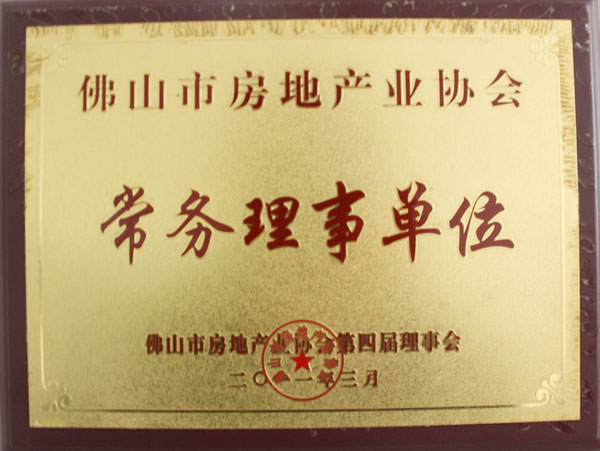 佛山市房地产业协会
常务理事单位
佛山市房地产业协会第四届理事会
二〇一一年三月